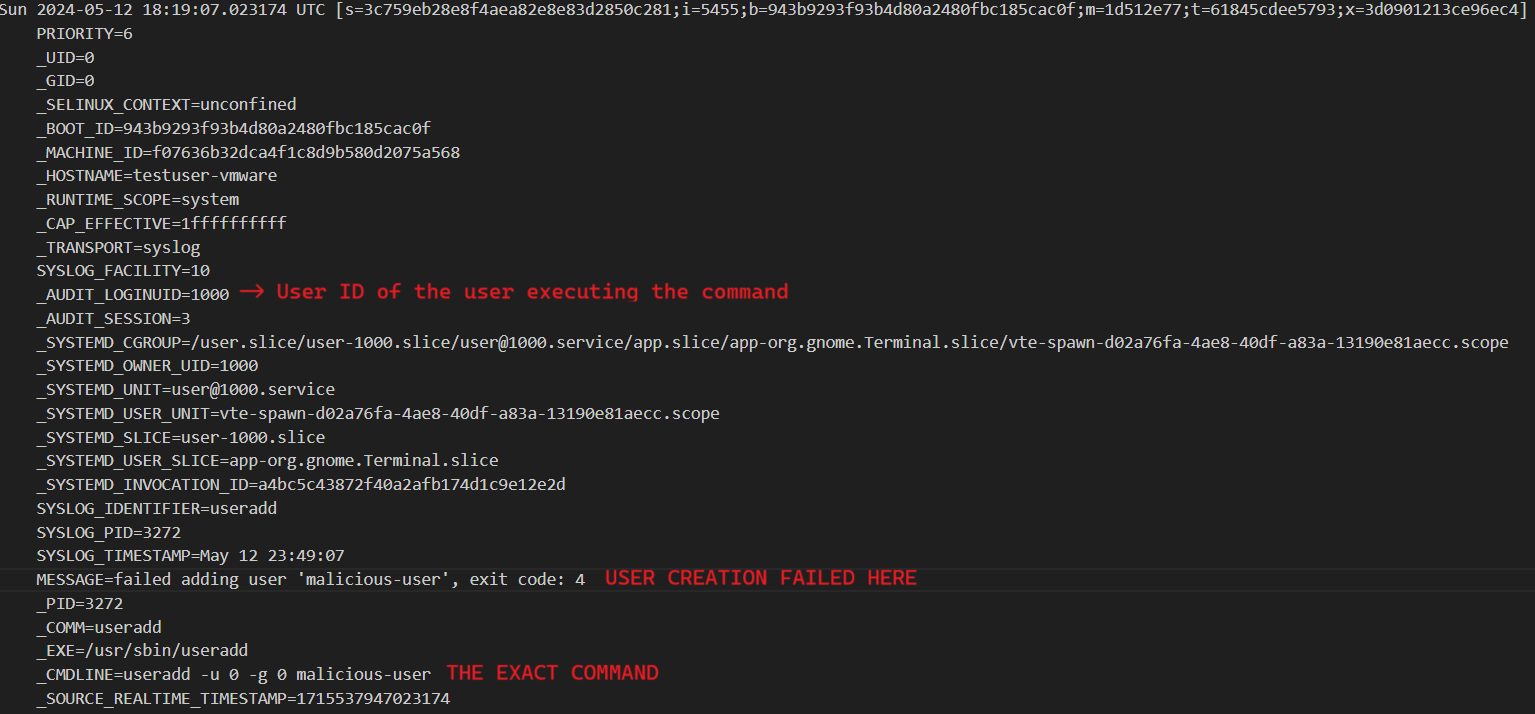 Sun 2024-05-12 18:19:07.023174 UTC [s=3c759eb28e8f4aea82e8e83d2850c281;i=5455;b=943b9293f93b4d80a2480fbc185cac0f;m=1d512e77;t=61845cdee5793;x=3d0901213ce96ec4]
PRIORITY=6
_UID=0
_GID=0
_SELINUX_CONTEXT=unconfined
_BOOT_ID=943b9293f93b4d80a2480fbc185cac0f
_MACHINE_ID=f07636b32dca4f1c8d9b580d2075a568
_HOSTNAME=testuser-vmware
_RUNTIME_SCOPE=system
_CAP_EFFECTIVE=1ffffffffff
_TRANSPORT=syslog
SYSLOG_FACILITY=10
_AUDIT_LOGINUID=1000 → User ID of the user executing the command
_AUDIT_SESSION=3
_SYSTEMD_CGROUP=/user.slice/user-1000.slice/user@1000.service/app.slice/app-org.gnome.Terminal.slice/vte-spawn-d02a76fa-4ae8-40df-a83a-13190e81aecc.scope
_SYSTEMD_OWNER_UID=1000
_SYSTEMD_UNIT=user@1000.service
_SYSTEMD_USER_UNIT=vte-spawn-d02a76fa-4ae8-40df-a83a-13190e81aecc.scope
_SYSTEMD_SLICE=user-1000.slice
_SYSTEMD_USER_SLICE=app-org.gnome.Terminal.slice
_SYSTEMD_INVOCATION_ID=a4bc5c43872f40a2afb174d1c9e12e2d
SYSLOG_IDENTIFIER=useradd
SYSLOG_PID=3272
SYSLOG_TIMESTAMP=May 12 23:49:07
MESSAGE=failed adding user 'malicious-user', exit code: 4 USER CREATION FAILED HERE
_PID=3272
_COMM=useradd
_EXE=/usr/sbin/useradd
_CMDLINE=useradd -u 0 -g 0 malicious-user THE EXACT COMMAND
_SOURCE_REALTIME_TIMESTAMP=1715537947023174